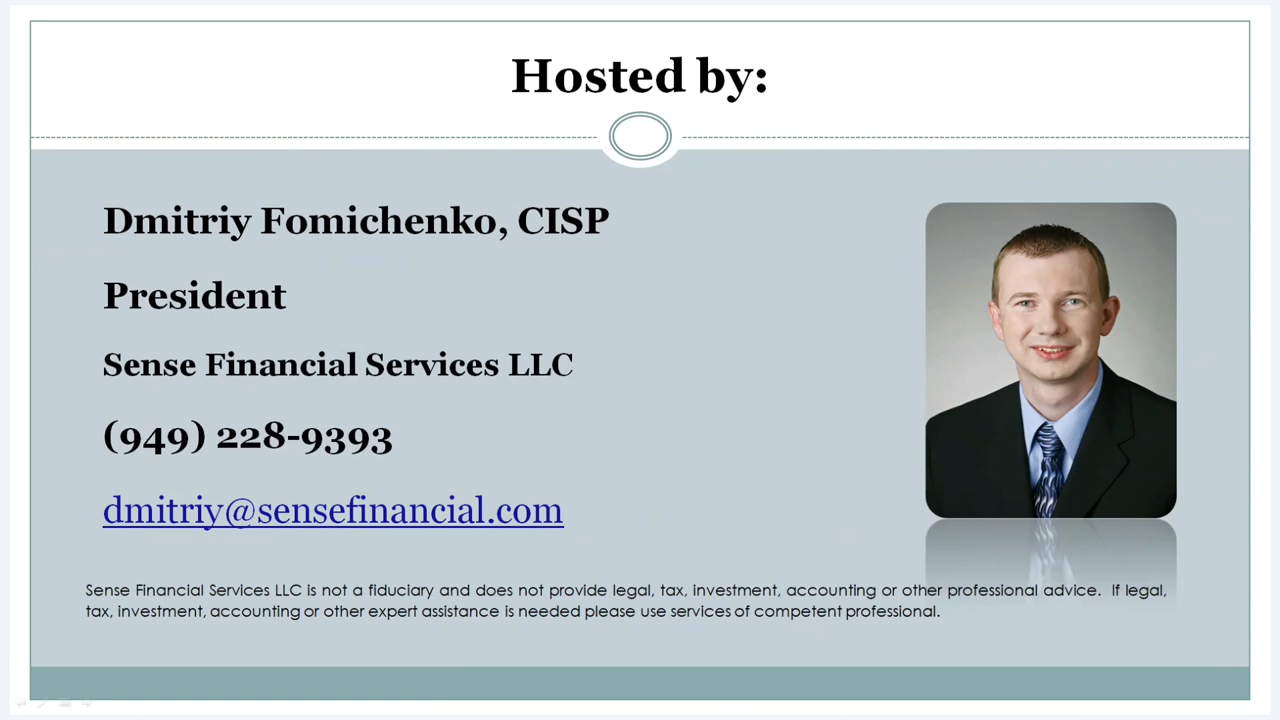 Hosted by:
Dmitriy Fomichenko, CISP
President
Sense Financial Services LLC
(949) 228-9393
dmitriy@sensefinancial.com
Sense Financial Services LLC is not a fiduciary and does not provide legal, tax, investment, accounting or other professional advice. If legal,
tax, investment, accounting or other expert assistance is needed please use services of competent professional.